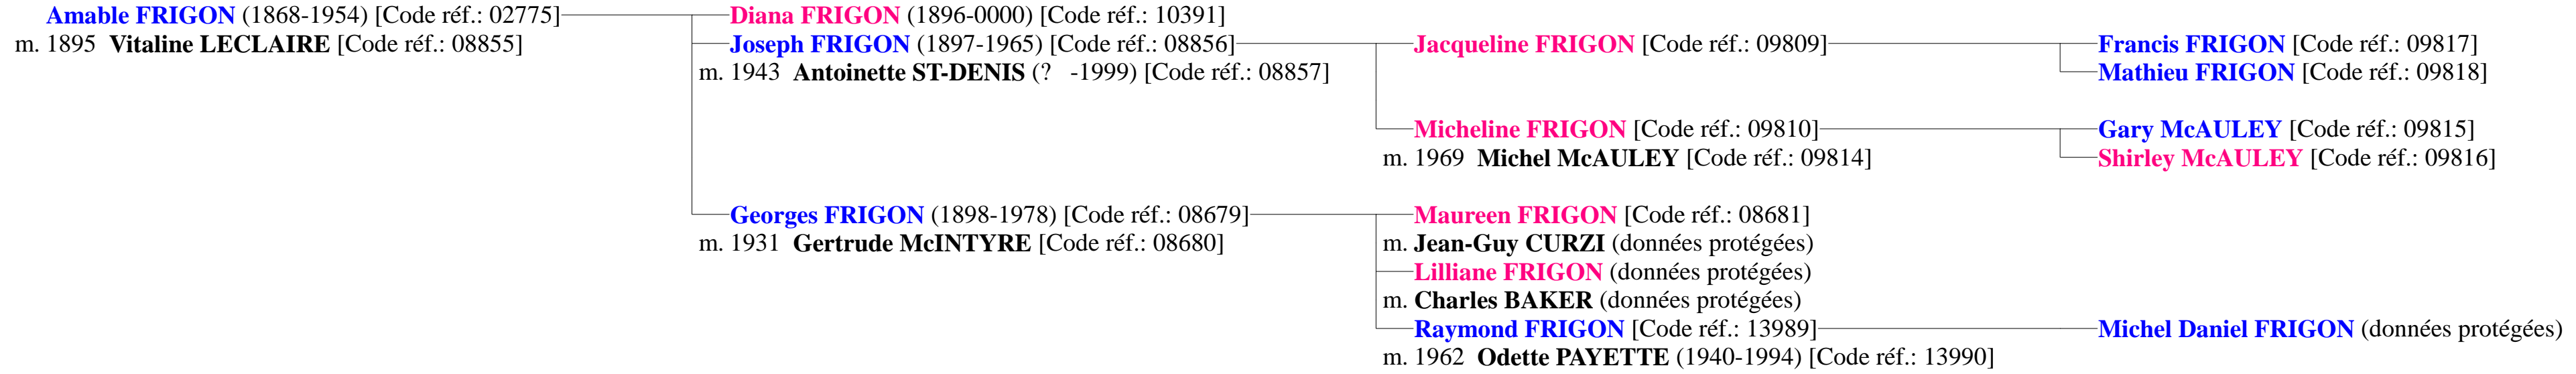 Amable FRIGON (1868-1954) [Code réf.: 02775]
m. 1895 Vitaline LECLAIRE [Code réf.: 08855]
Diana FRIGON (1896-0000) [Code réf.: 10391]
Joseph FRIGON (1897-1965) [Code réf.: 08856]
m. 1943 Antoinette ST-DENIS (? -1999) [Code réf.: 08857]
Jacqueline FRIGON [Code réf.: 09809]
Francis FRIGON [Code réf.: 09817]
Mathieu FRIGON [Code réf.: 09818]
Micheline FRIGON [Code réf.: 09810]
m. 1969 Michel McAULEY [Code réf.: 09814]
Gary McAULEY [Code réf.: 09815]
Shirley McAULEY [Code réf.: 09816]
Georges FRIGON (1898-1978) [Code réf.: 08679]
m. 1931 Gertrude McINTYRE [Code réf.: 08680]
Maureen FRIGON [Code réf.: 08681]
m. Jean-Guy CURZI (données protégées)
Lilliane FRIGON (données protégées)
m. Charles BAKER (données protégées)
Raymond FRIGON [Code réf.: 13989]
m. 1962 Odette PAYETTE (1940-1994) [Code réf.: 13990]
Michel Daniel FRIGON (données protégées)